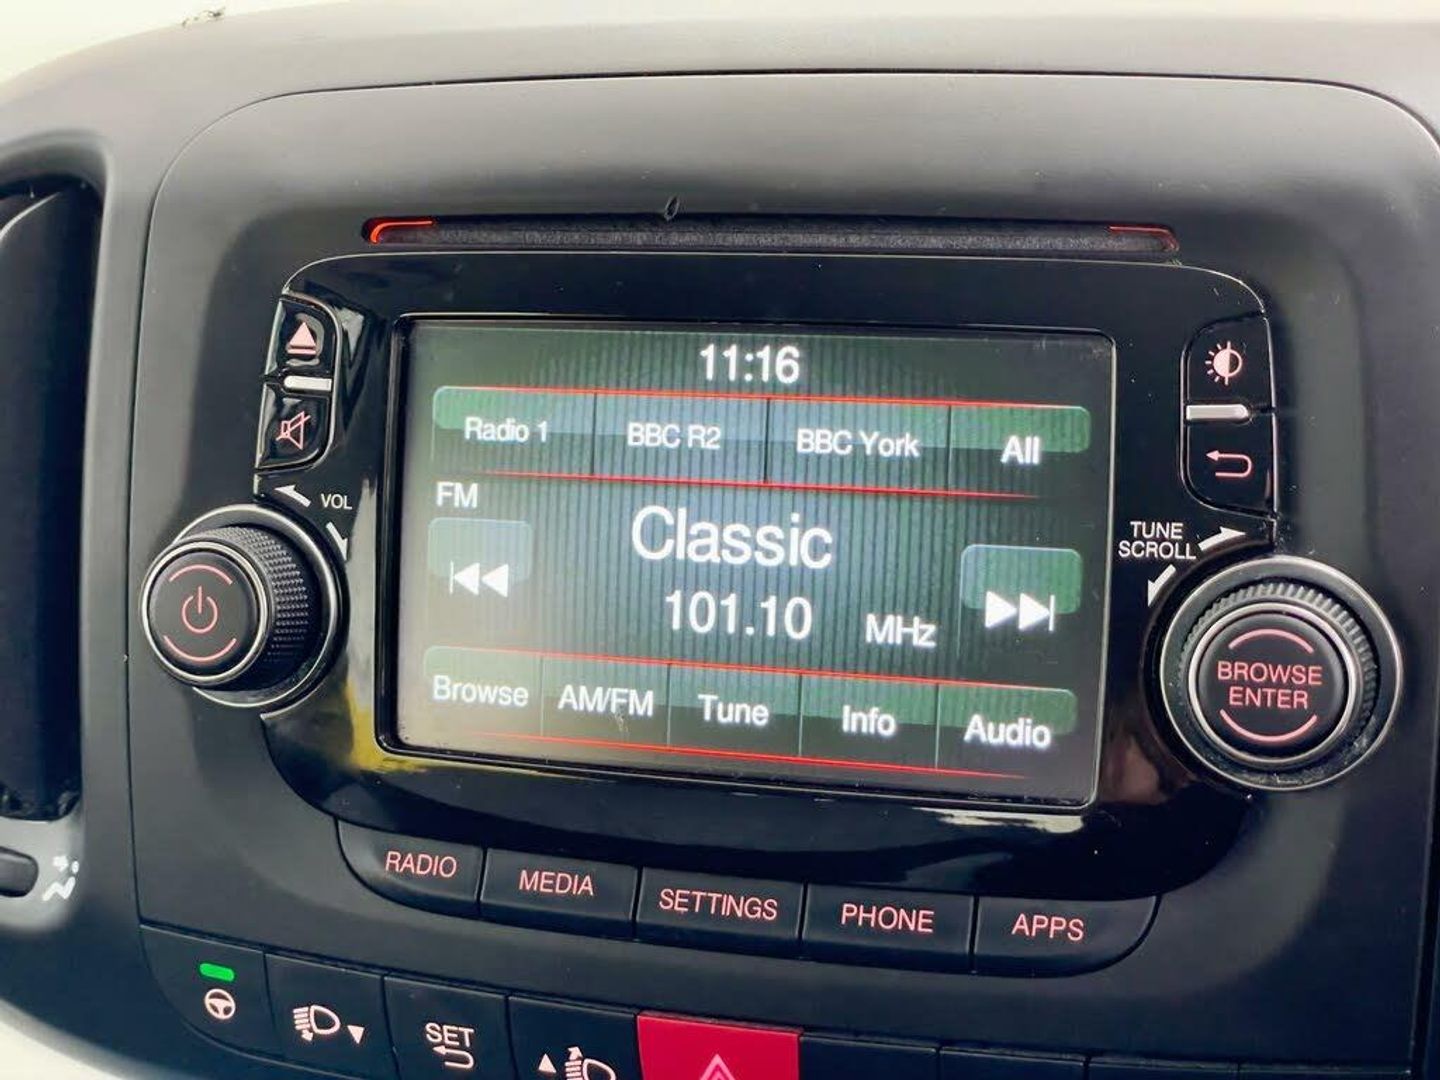 11:16
Radio 1 BBC R2 BBC York All
VOL
FM
Classic
TUNE
SCROLL
101.10 MHz
BROWSE
ENTER
Browse AM/FM Tune Info Audio
RADIO MEDIA SETTINGS PHONE APPS
SET